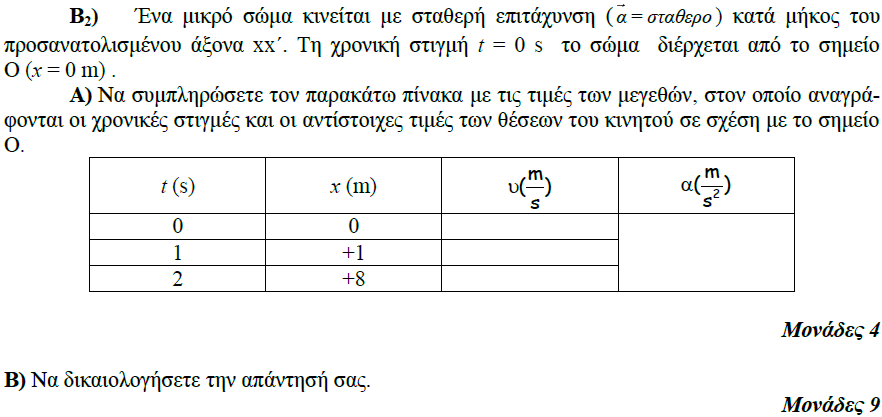 Β₂) Ένα μικρό σώμα κινείται με σταθερή επιτάχυνση (α⃗ = σταθερο) κατά μήκος του
προσανατολισμένου άξονα xx΄. Τη χρονική στιγμή t = 0 s το σώμα διέρχεται από το σημείο
Ο (x = 0 m) .
Α) Να συμπληρώσετε τον παρακάτω πίνακα με τις τιμές των μεγεθών, στον οποίο αναγρά-
φονται οι χρονικές στιγμές και οι αντίστοιχες τιμές των θέσεων του κινητού σε σχέση με το σημείο
Ο.
t (s) x (m) υ(m/s) α(m/s²)
0 0
1 +1
2 +8
Μονάδες 4
Β) Να δικαιολογήσετε την απάντησή σας.
Μονάδες 9